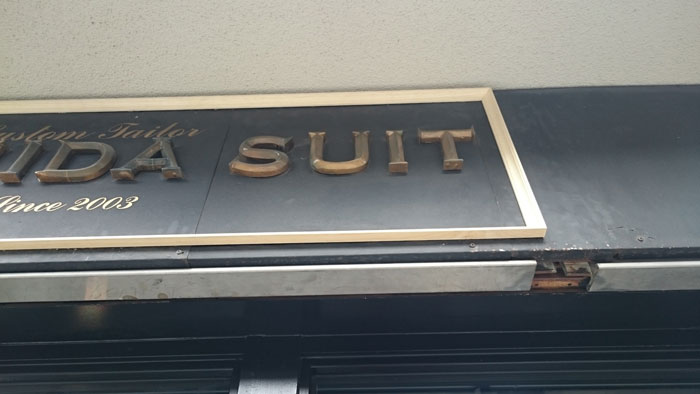 Custom Tailor
IDA SUIT
Since 2003